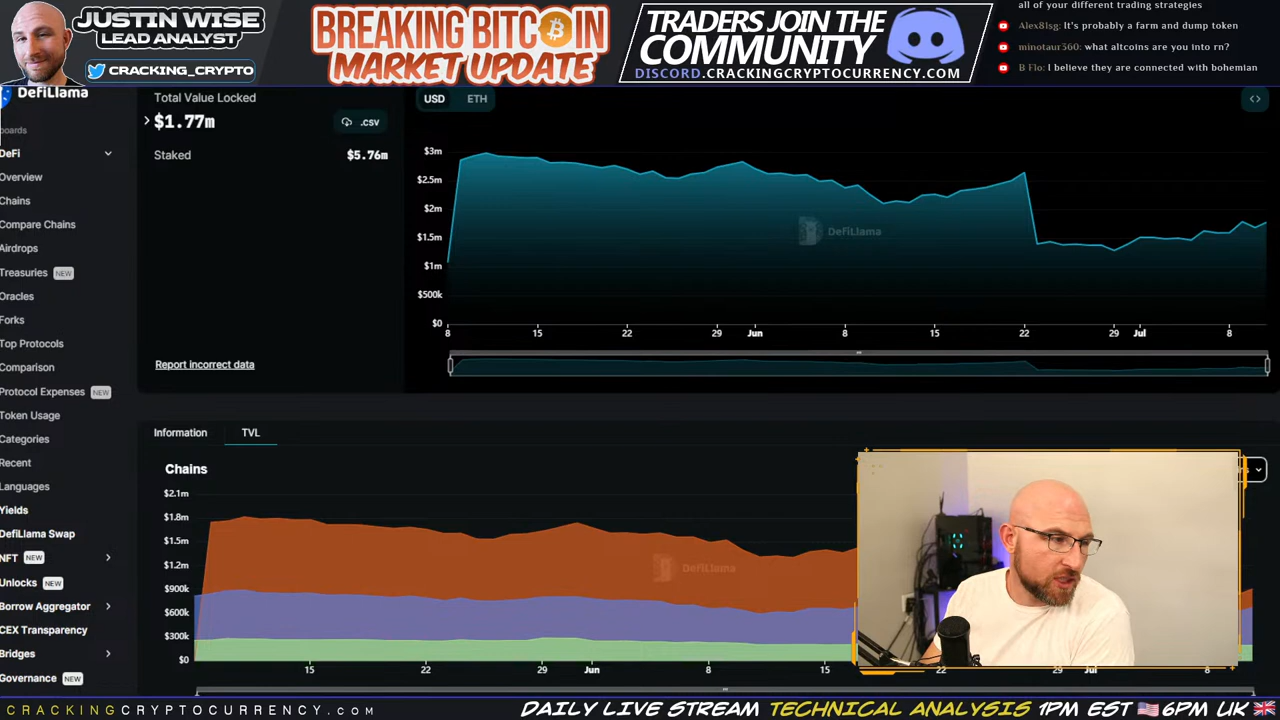 JUSTIN WISE
LEAD ANALYST
CRACKING_CRYPTO
BREAKING BITCOIN
MARKET UPDATE
TRADERS JOIN THE
COMMUNITY
DISCORD.CRACKINGCRYPTOCURRENCY.COM
all of your different trading strategies
Alex81sg: It's probably a farm and dump token
minotaur360: what altcoins are you into rn?
B Flo: I believe they are connected with bohemian
DefiLlama
boards
DeFi
Overview
Chains
Compare Chains
Airdrops
Treasuries NEW
Oracles
Forks
Top Protocols
Comparison
Protocol Expenses NEW
Token Usage
Categories
Recent
Languages
Yields
DefiLlama Swap
NFT NEW
Unlocks NEW
Borrow Aggregator
CEX Transparency
Bridges
Governance NEW
Total Value Locked
$1.77m
.CSV
Staked $5.76m
Report incorrect data
USD ETH
$3m
$2.5m
$2m
$1.5m
$1m
$500k
$0
DefiLlama
8 15 22 29 Jun 8 15 22 29 Jul 8
Information TVL
Chains
$2.1m
$1.8m
$1.5m
$1.2m
$900k
$600k
$300k
$0
DefiLlama
15 22 29 Jun 8 15 22 29 Jul 8
CRACKINGCRYPTOCURRENCY.COM
DAILY LIVE STREAM TECHNICAL ANALYSIS 1PM EST 6PM UK